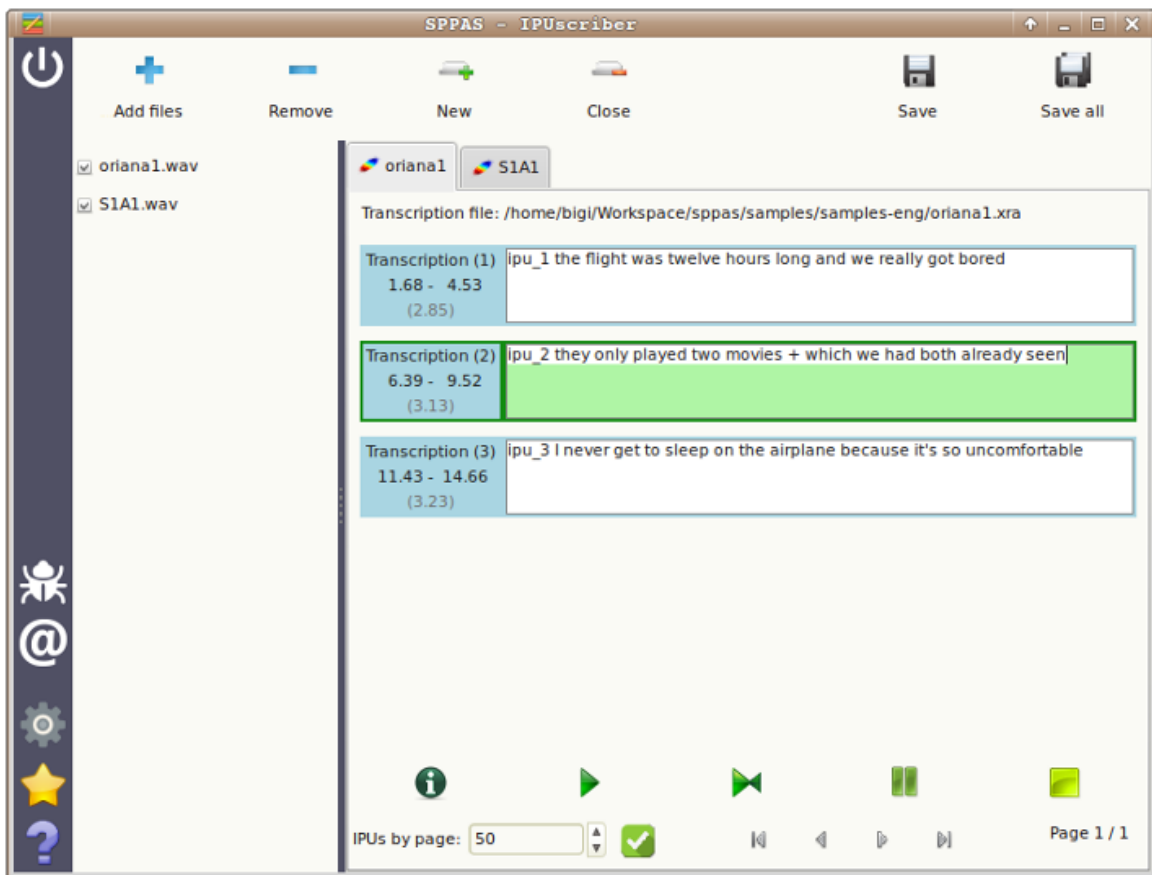 SPPAS - IPUscriber
Add files
Remove
New
Close
Save
Save all
oriana1.wav
S1A1.wav
oriana1
S1A1
Transcription file: /home/bigi/Workspace/sppas/samples/samples-eng/oriana1.xra
Transcription (1)
1.68 - 4.53
(2.85)
ipu_1 the flight was twelve hours long and we really got bored
Transcription (2)
6.39 - 9.52
(3.13)
ipu_2 they only played two movies + which we had both already seen
Transcription (3)
11.43 - 14.66
(3.23)
ipu_3 I never get to sleep on the airplane because it's so uncomfortable
IPUs by page: 50
Page 1 / 1